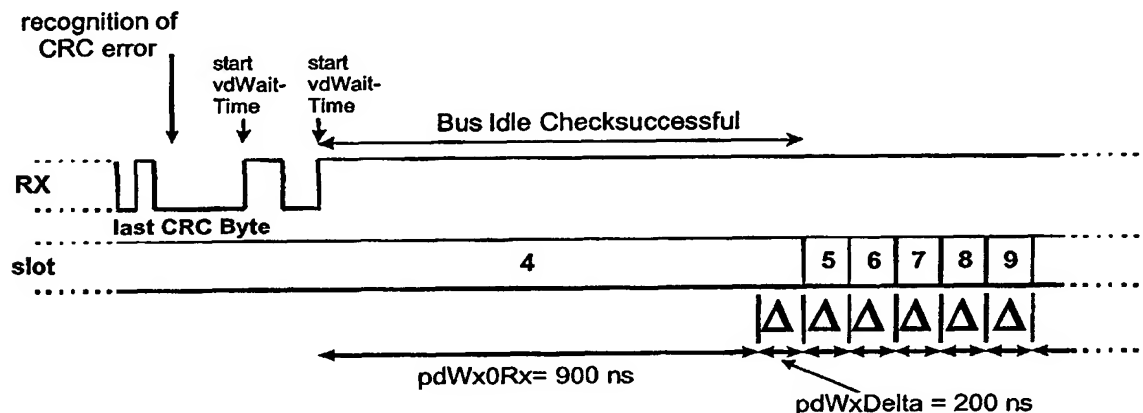 recognition of
CRC error
start
vdWait-
Time
start
vdWait-
Time
Bus Idle Checksuccessful
RX
last CRC Byte
slot
4
5 6 7 8 9
Δ Δ Δ Δ Δ Δ
pdWx0Rx= 900 ns
pdWxDelta = 200 ns